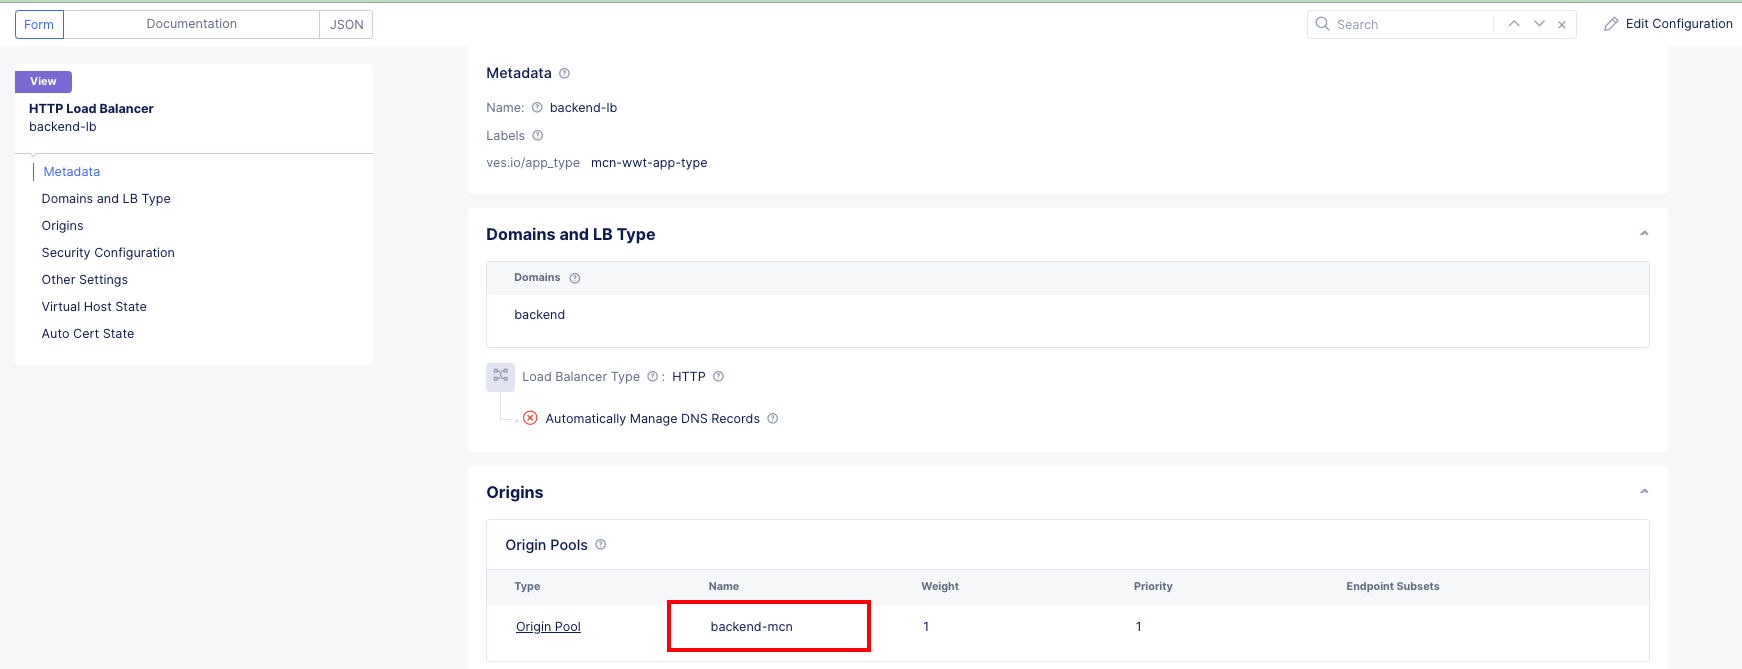 Form Documentation JSON Search Edit Configuration
View
HTTP Load Balancer
backend-lb
Metadata
Domains and LB Type
Origins
Security Configuration
Other Settings
Virtual Host State
Auto Cert State
Metadata
Name: backend-lb
Labels
ves.io/app_type mcn-wwt-app-type
Domains and LB Type
Domains
backend
Load Balancer Type : HTTP
Automatically Manage DNS Records
Origins
Origin Pools
Type Name Weight Priority Endpoint Subsets
Origin Pool backend-mcn 1 1